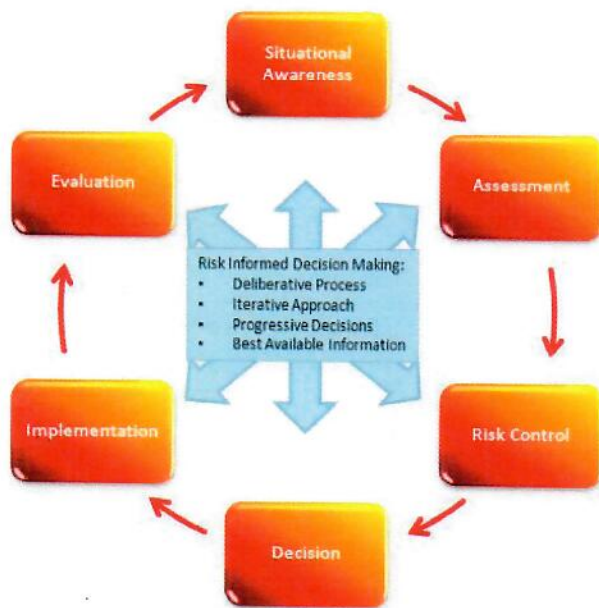 Situational
Awareness
Assessment
Risk Control
Decision
Implementation
Evaluation
Risk Informed Decision Making:
• Deliberative Process
• Iterative Approach
• Progressive Decisions
• Best Available Information